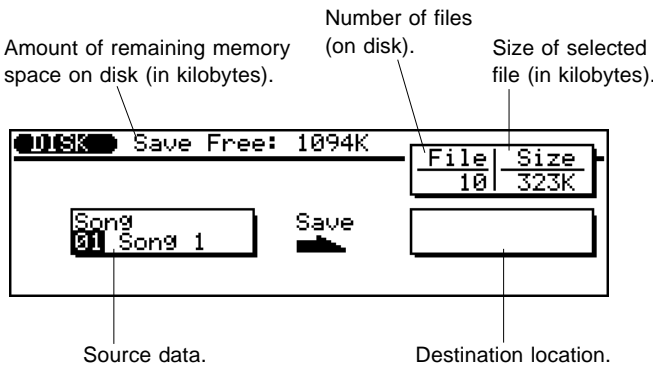 Number of files
(on disk).
Amount of remaining memory
space on disk (in kilobytes).
Size of selected
file (in kilobytes).
DISK Save Free: 1094K
File Size
10 323K
Song
01 Song 1
Save
Source data.
Destination location.